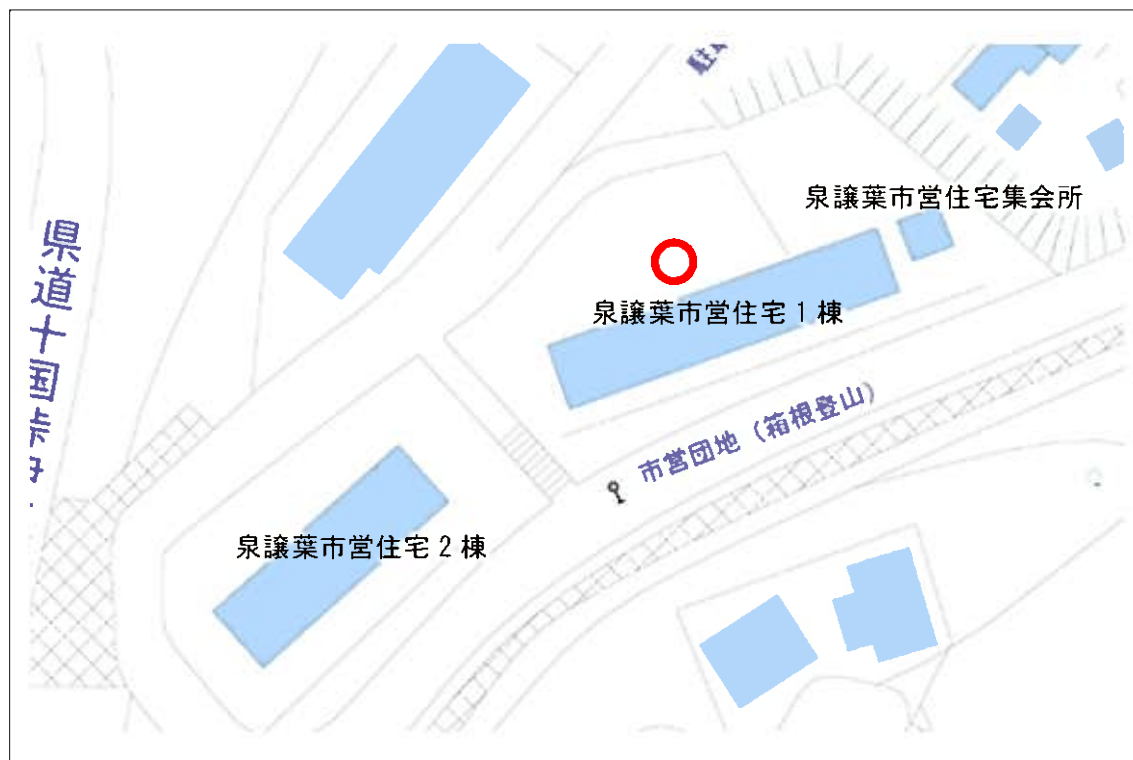 泉譲葉市営住宅集会所
県道十国峠
泉譲葉市営住宅1棟
市営団地(箱根登山)
泉譲葉市営住宅2棟